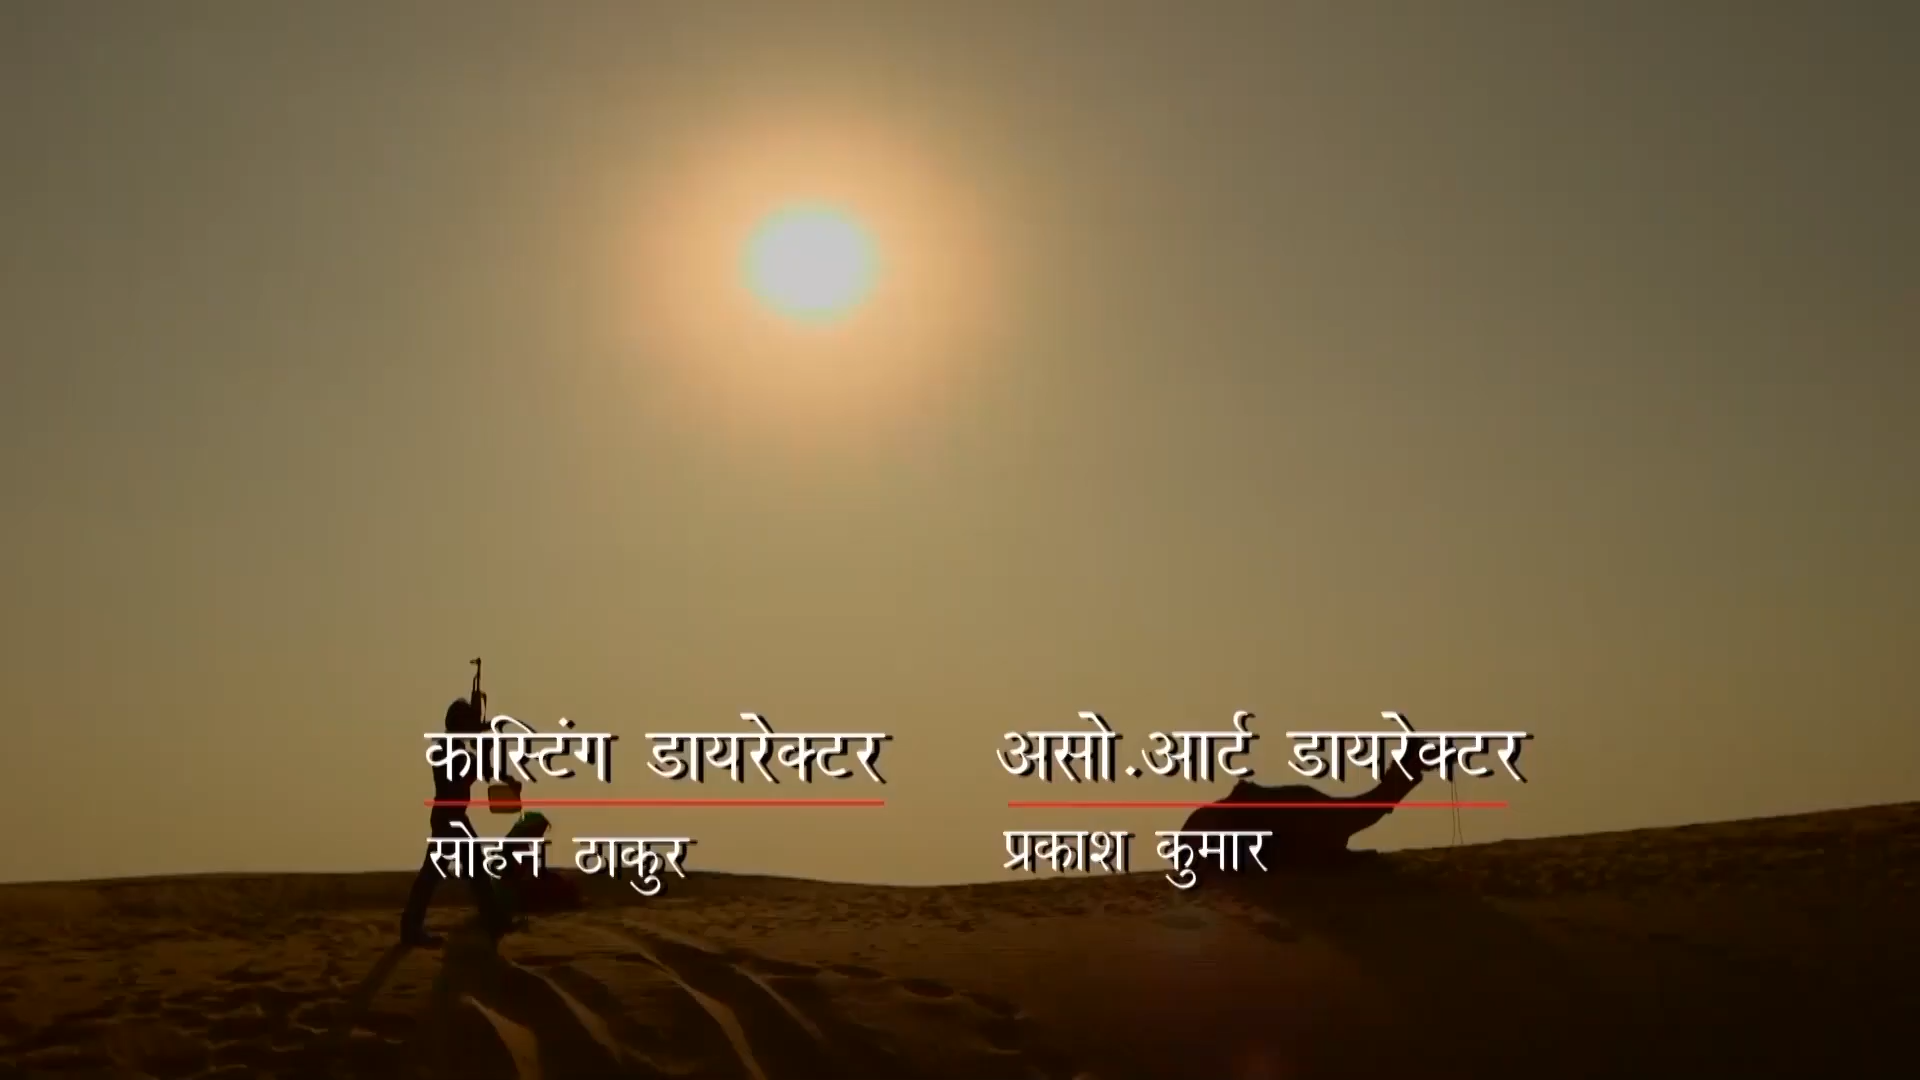 कास्टिंग डायरेक्टर
सोहन ठाकुर
असो.आर्ट डायरेक्टर
प्रकाश कुमार